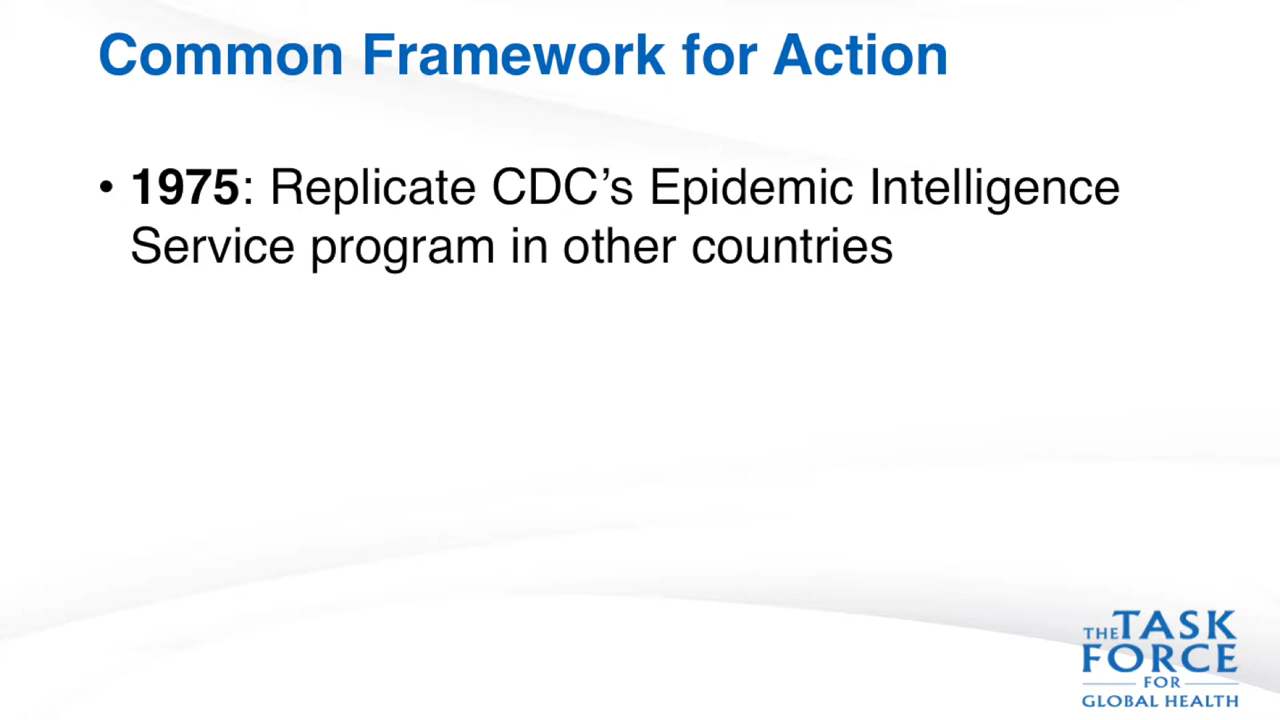 Common Framework for Action
• 1975: Replicate CDC’s Epidemic Intelligence
Service program in other countries
THE TASK
FORCE
FOR
GLOBAL HEALTH